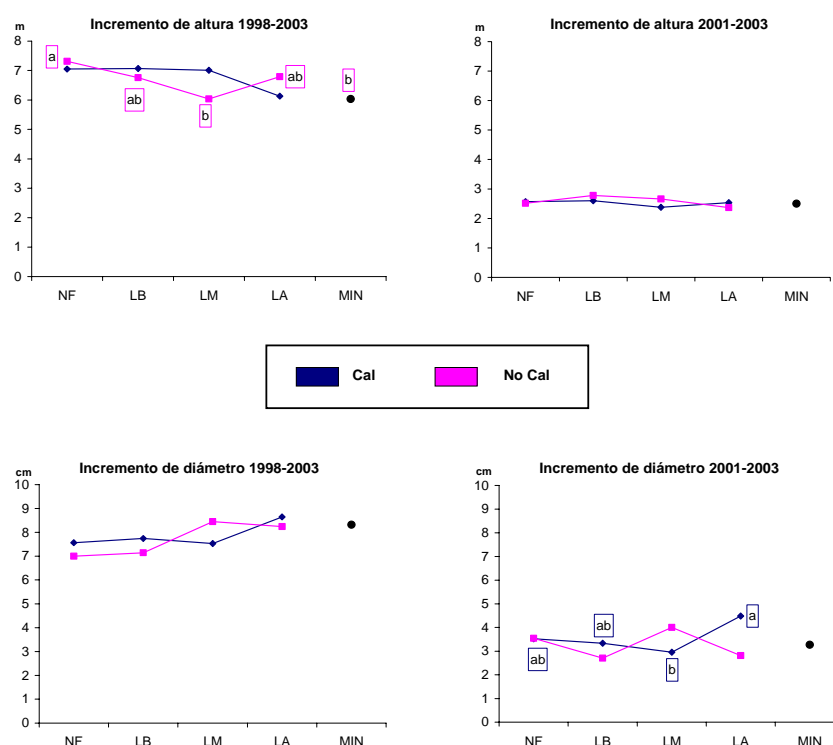 Incremento de altura 1998-2003
m
8
7
6
5
4
3
2
1
0
a
ab
b
ab
b
NF LB LM LA MIN
Incremento de altura 2001-2003
m
8
7
6
5
4
3
2
1
0
NF LB LM LA MIN
Cal No Cal
Incremento de diámetro 1998-2003
cm
10
9
8
7
6
5
4
3
2
1
0
NF LB LM LA MIN
Incremento de diámetro 2001-2003
cm
10
9
8
7
6
5
4
3
2
1
0
ab
ab
b
a
NF LB LM LA MIN